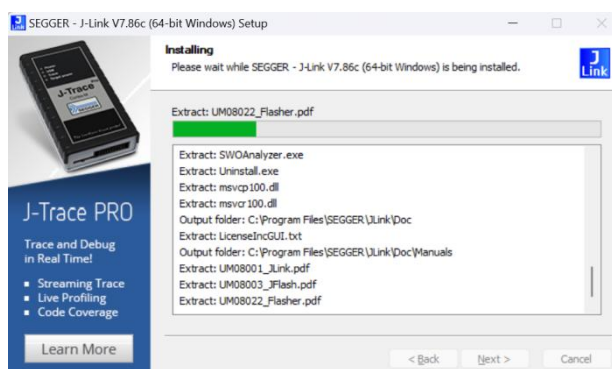 SEGGER - J-Link V7.86c (64-bit Windows) Setup
Installing
Please wait while SEGGER - J-Link V7.86c (64-bit Windows) is being installed.
J
Link
J-Trace
PRO
J-Trace PRO
Trace and Debug
in Real Time!
Streaming Trace
Live Profiling
Code Coverage
Learn More
Extract: UM08022_Flasher.pdf
Extract: SWOAnalyzer.exe
Extract: Uninstall.exe
Extract: msvcp100.dll
Extract: msvcr100.dll
Output folder: C:\Program Files\SEGGER\JLink\Doc
Extract: LicenseIncGUI.txt
Output folder: C:\Program Files\SEGGER\JLink\Doc\Manuals
Extract: UM08001_JLink.pdf
Extract: UM08003_JFlash.pdf
Extract: UM08022_Flasher.pdf
< Back
Next >
Cancel